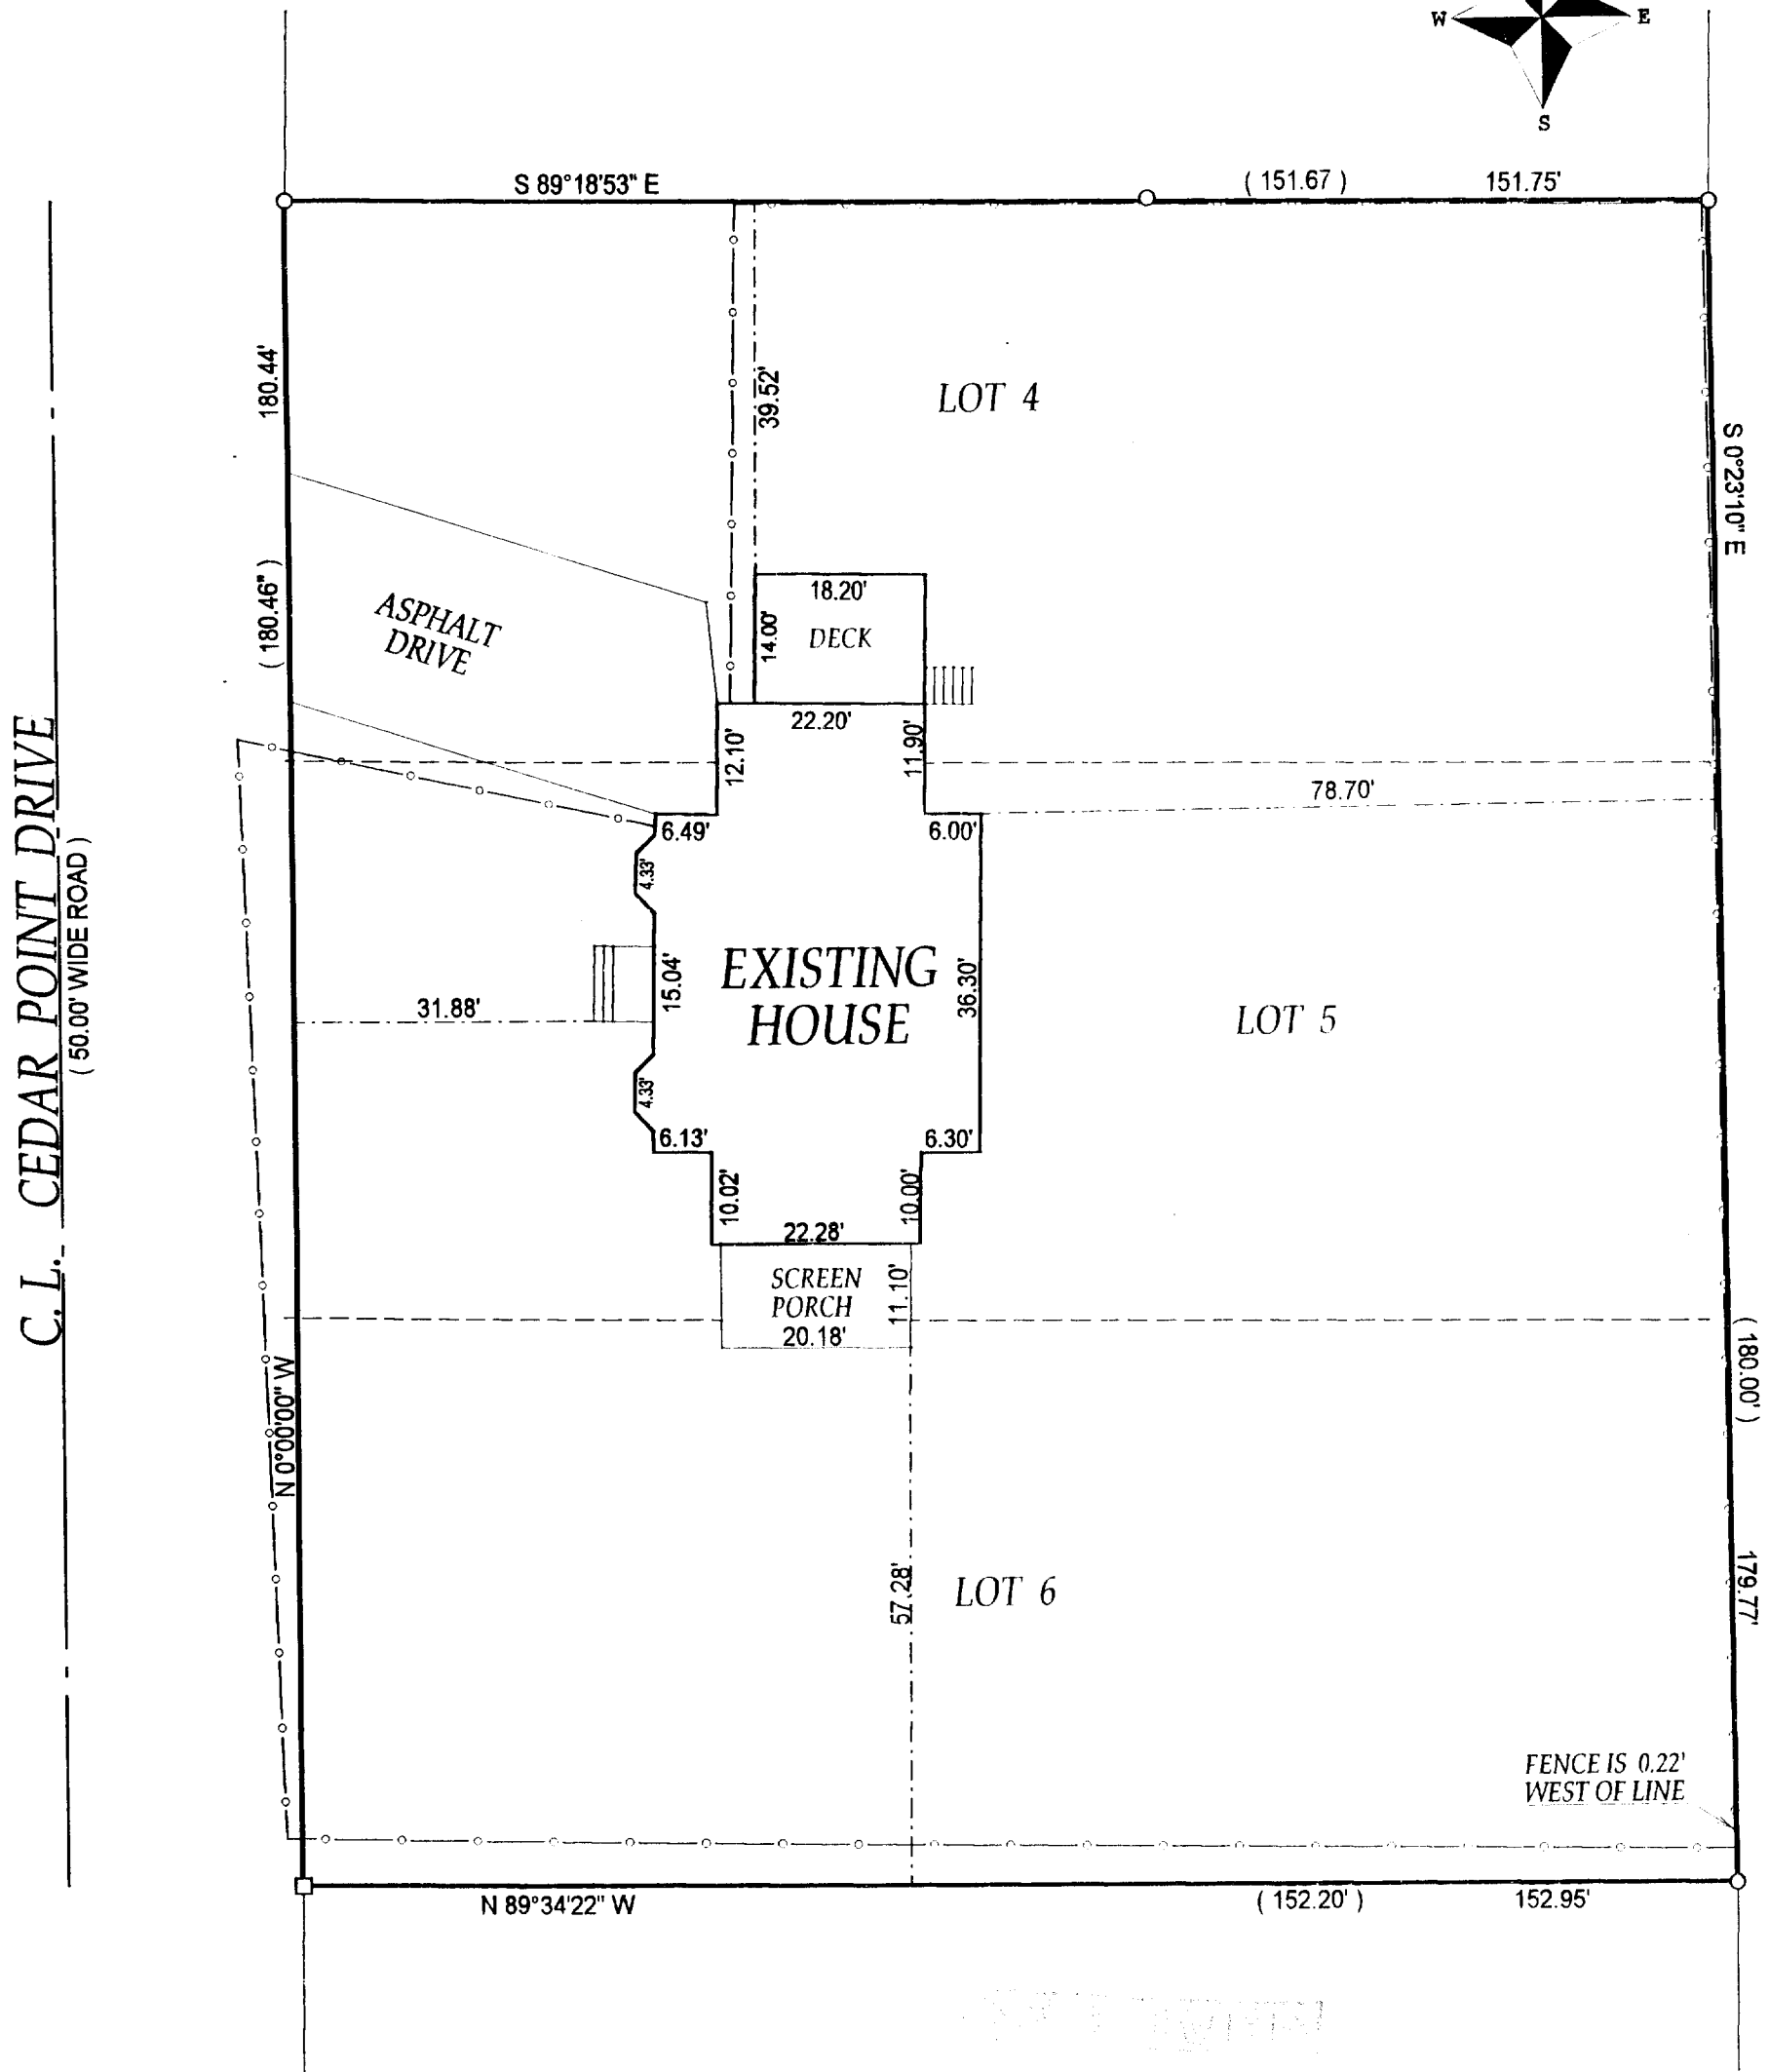 W
E
S
S 89°18'53" E
( 151.67 )
151.75'
180.44'
39.52'
LOT 4
S 0°23'10" E
( 180.46" )
ASPHALT
DRIVE
18.20'
14.00'
DECK
22.20'
12.10'
11.90'
78.70'
6.49'
6.00'
4.33'
EXISTING
HOUSE
15.04'
36.30'
31.88'
LOT 5
C. L. CEDAR POINT DRIVE
( 50.00' WIDE ROAD )
4.33'
6.13'
6.30'
10.02'
10.00'
22.28'
SCREEN
PORCH
11.10'
20.18'
( 180.00' )
N 0°00'00" W
57.28'
LOT 6
179.77'
FENCE IS 0.22'
WEST OF LINE
N 89°34'22" W
( 152.20' )
152.95'